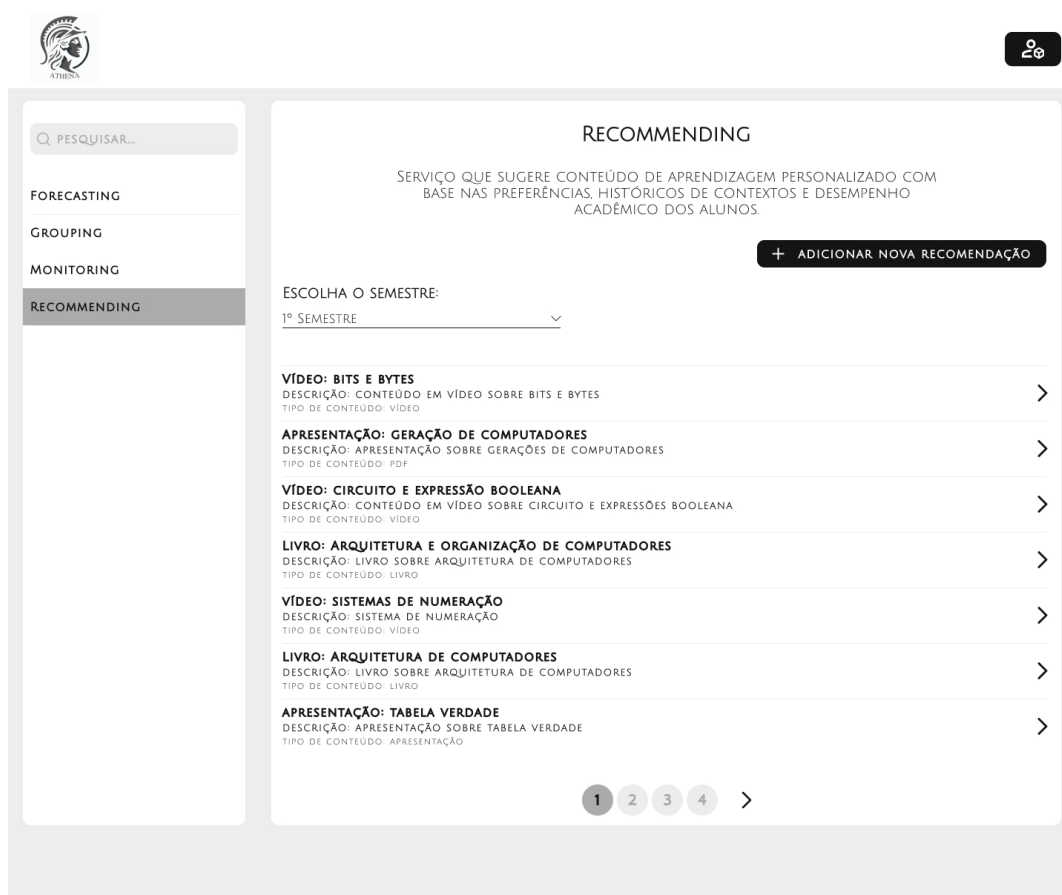 ATHENA
PESQUISAR...
FORECASTING
GROUPING
MONITORING
RECOMMENDING
RECOMMENDING
SERVIÇO QUE SUGERE CONTEÚDO DE APRENDIZAGEM PERSONALIZADO COM
BASE NAS PREFERÊNCIAS, HISTÓRICOS DE CONTEXTOS E DESEMPENHO
ACADÊMICO DOS ALUNOS.
+ ADICIONAR NOVA RECOMENDAÇÃO
ESCOLHA O SEMESTRE:
1º SEMESTRE
VÍDEO: BITS E BYTES
DESCRIÇÃO: CONTEÚDO EM VÍDEO SOBRE BITS E BYTES
TIPO DE CONTEÚDO: VÍDEO
APRESENTAÇÃO: GERAÇÃO DE COMPUTADORES
DESCRIÇÃO: APRESENTAÇÃO SOBRE GERAÇÕES DE COMPUTADORES
TIPO DE CONTEÚDO: PDF
VÍDEO: CIRCUITO E EXPRESSÃO BOOLEANA
DESCRIÇÃO: CONTEÚDO EM VÍDEO SOBRE CIRCUITO E EXPRESSÕES BOOLEANA
TIPO DE CONTEÚDO: VÍDEO
LIVRO: ARQUITETURA E ORGANIZAÇÃO DE COMPUTADORES
DESCRIÇÃO: LIVRO SOBRE ARQUITETURA DE COMPUTADORES
TIPO DE CONTEÚDO: LIVRO
VÍDEO: SISTEMAS DE NUMERAÇÃO
DESCRIÇÃO: SISTEMA DE NUMERAÇÃO
TIPO DE CONTEÚDO: VÍDEO
LIVRO: ARQUITETURA DE COMPUTADORES
DESCRIÇÃO: LIVRO SOBRE ARQUITETURA DE COMPUTADORES
TIPO DE CONTEÚDO: LIVRO
APRESENTAÇÃO: TABELA VERDADE
DESCRIÇÃO: APRESENTAÇÃO SOBRE TABELA VERDADE
TIPO DE CONTEÚDO: APRESENTAÇÃO
1 2 3 4